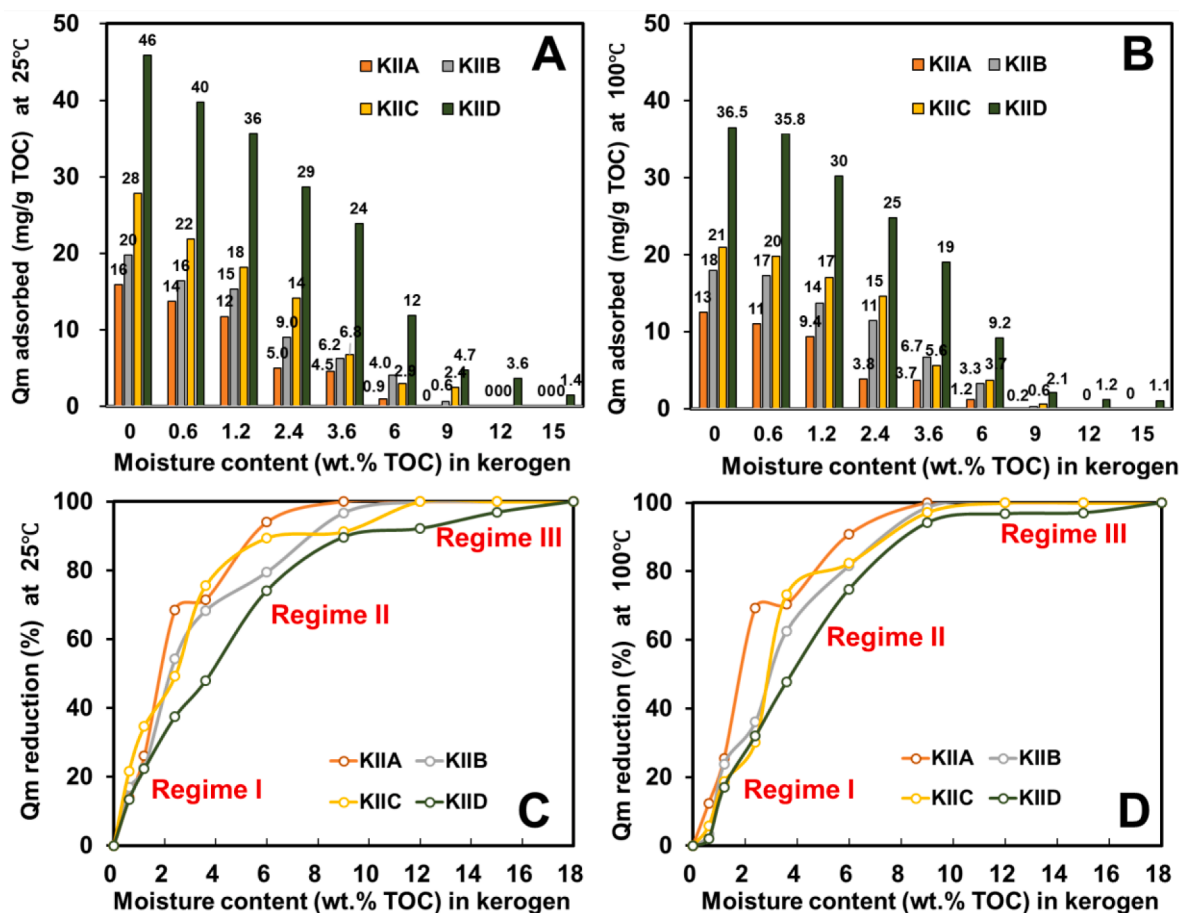 A
Qm adsorbed (mg/g TOC) at 25℃
50
40
30
20
10
0
KIIA KIIB
KIIC KIID
16 20 28 46
14 16 22 40
12 15 18 36
5.0 9.0 14 29
4.5 6.2 6.8 24
0.9 4.0 2.9 12
0 0.6 2.4 4.7
000 3.6
000 1.4
0 0.6 1.2 2.4 3.6 6 9 12 15
Moisture content (wt.% TOC) in kerogen
B
Qm adsorbed (mg/g TOC) at 100℃
50
40
30
20
10
0
KIIA KIIB
KIIC KIID
13 18 21 36.5
11 17 20 35.8
9.4 14 17 30
3.8 11 15 25
3.7 6.7 5.6 19
1.2 3.3 3.7 9.2
0.2 0.6 2.1
0 1.2
0 1.1
0 0.6 1.2 2.4 3.6 6 9 12 15
Moisture content (wt.% TOC) in kerogen
Qm reduction (%) at 25℃
100
80
60
40
20
0
Regime III
Regime II
Regime I
KIIA KIIB
KIIC KIID
C
0 2 4 6 8 10 12 14 16 18
Moisture content (wt.% TOC) in kerogen
Qm reduction (%) at 100℃
100
80
60
40
20
0
Regime III
Regime II
Regime I
KIIA KIIB
KIIC KIID
D
0 2 4 6 8 10 12 14 16 18
Moisture content (wt.% TOC) in kerogen